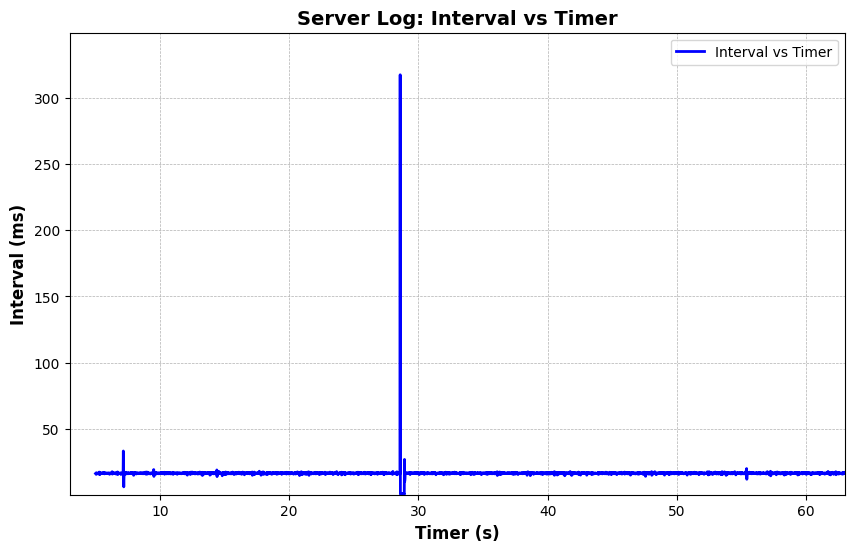 Server Log: Interval vs Timer
Interval vs Timer
300
250
200
150
100
50
Interval (ms)
10 20 30 40 50 60
Timer (s)